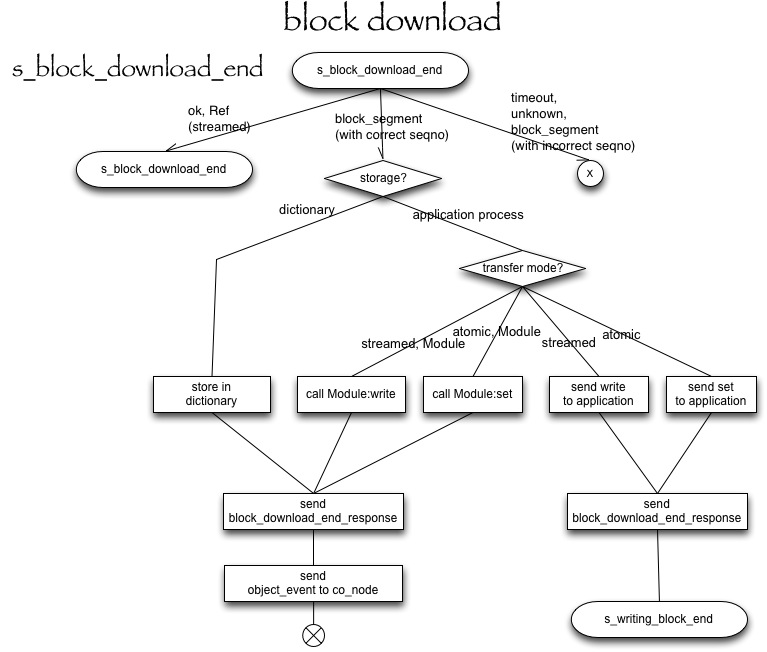 block download
s_block_download_end
s_block_download_end
ok, Ref
(streamed)
block_segment
(with correct seqno)
timeout,
unknown,
block_segment
(with incorrect seqno)
s_block_download_end
storage?
x
dictionary
application process
transfer mode?
streamed, Module
atomic, Module
streamed
atomic
store in
dictionary
call Module:write
call Module:set
send write
to application
send set
to application
send
block_download_end_response
send
block_download_end_response
send
object_event to co_node
s_writing_block_end